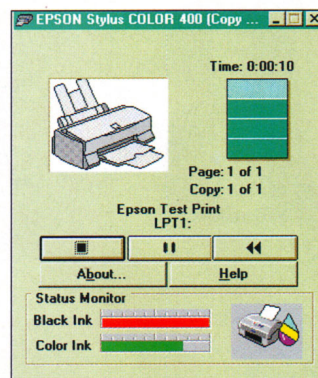 EPSON Stylus COLOR 400 (Copy ...
Time: 0:00:10
Page: 1 of 1
Copy: 1 of 1
Epson Test Print
LPT1:
About...
Help
Status Monitor
Black Ink
Color Ink